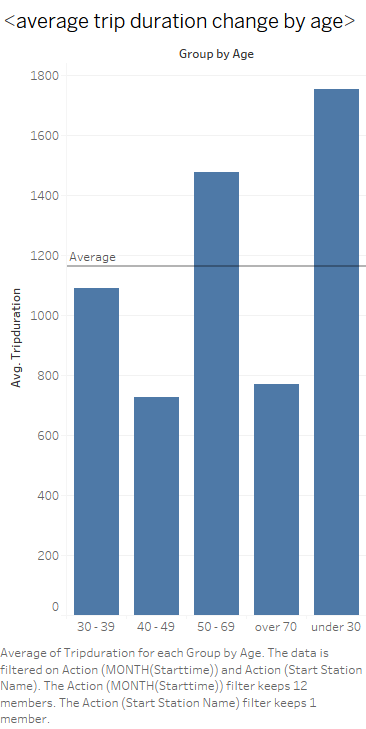 <average trip duration change by age>
Group by Age
1800
1600
1400
1200
1000
800
600
400
200
0
Avg. Tripduration
Average
30 - 39 40 - 49 50 - 69 over 70 under 30
Average of Tripduration for each Group by Age. The data is
filtered on Action (MONTH(Starttime)) and Action (Start Station
Name). The Action (MONTH(Starttime)) filter keeps 12
members. The Action (Start Station Name) filter keeps 1
member.